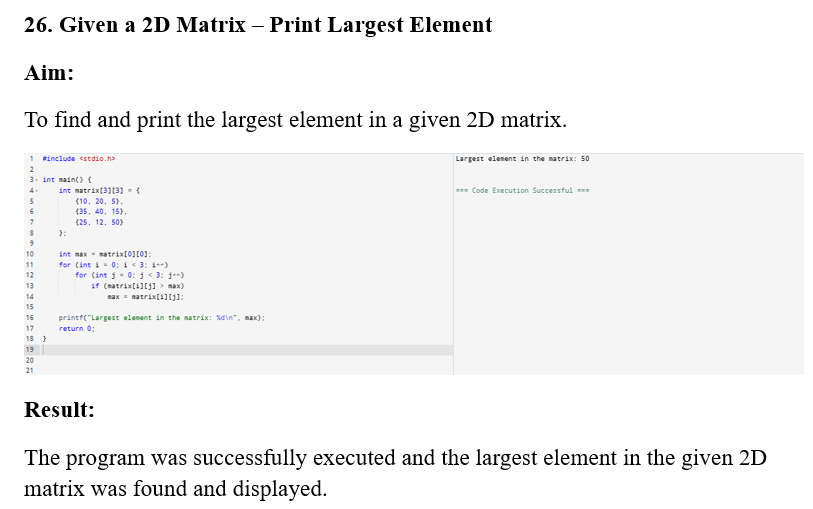 26. Given a 2D Matrix – Print Largest Element
Aim:
To find and print the largest element in a given 2D matrix.
1 #include <stdio.h>
2
3 int main() {
4 int matrix[3][3] = {
5 {10, 20, 5},
6 {35, 40, 15},
7 {25, 12, 50}
8 };
9
10 int max = matrix[0][0];
11 for (int i = 0; i < 3; i++)
12 for (int j = 0; j < 3; j++)
13 if (matrix[i][j] > max)
14 max = matrix[i][j];
15
16 printf("Largest element in the matrix: %d\n", max);
17 return 0;
18 }
19
20
21
Largest element in the matrix: 50
=== Code Execution Successful ===
Result:
The program was successfully executed and the largest element in the given 2D
matrix was found and displayed.